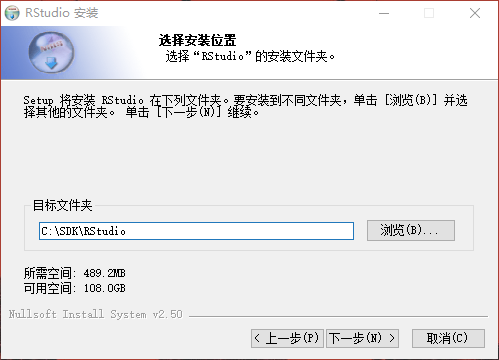 RStudio 安装
选择安装位置
选择“RStudio”的安装文件夹。
Setup 将安装 RStudio 在下列文件夹。要安装到不同文件夹，单击 [浏览(B)] 并选
择其他的文件夹。 单击 [下一步(N)] 继续。
目标文件夹
C:\SDK\RStudio
浏览(B)...
所需空间: 489.2MB
可用空间: 108.0GB
Nullsoft Install System v2.50
< 上一步(P)
下一步(N) >
取消(C)